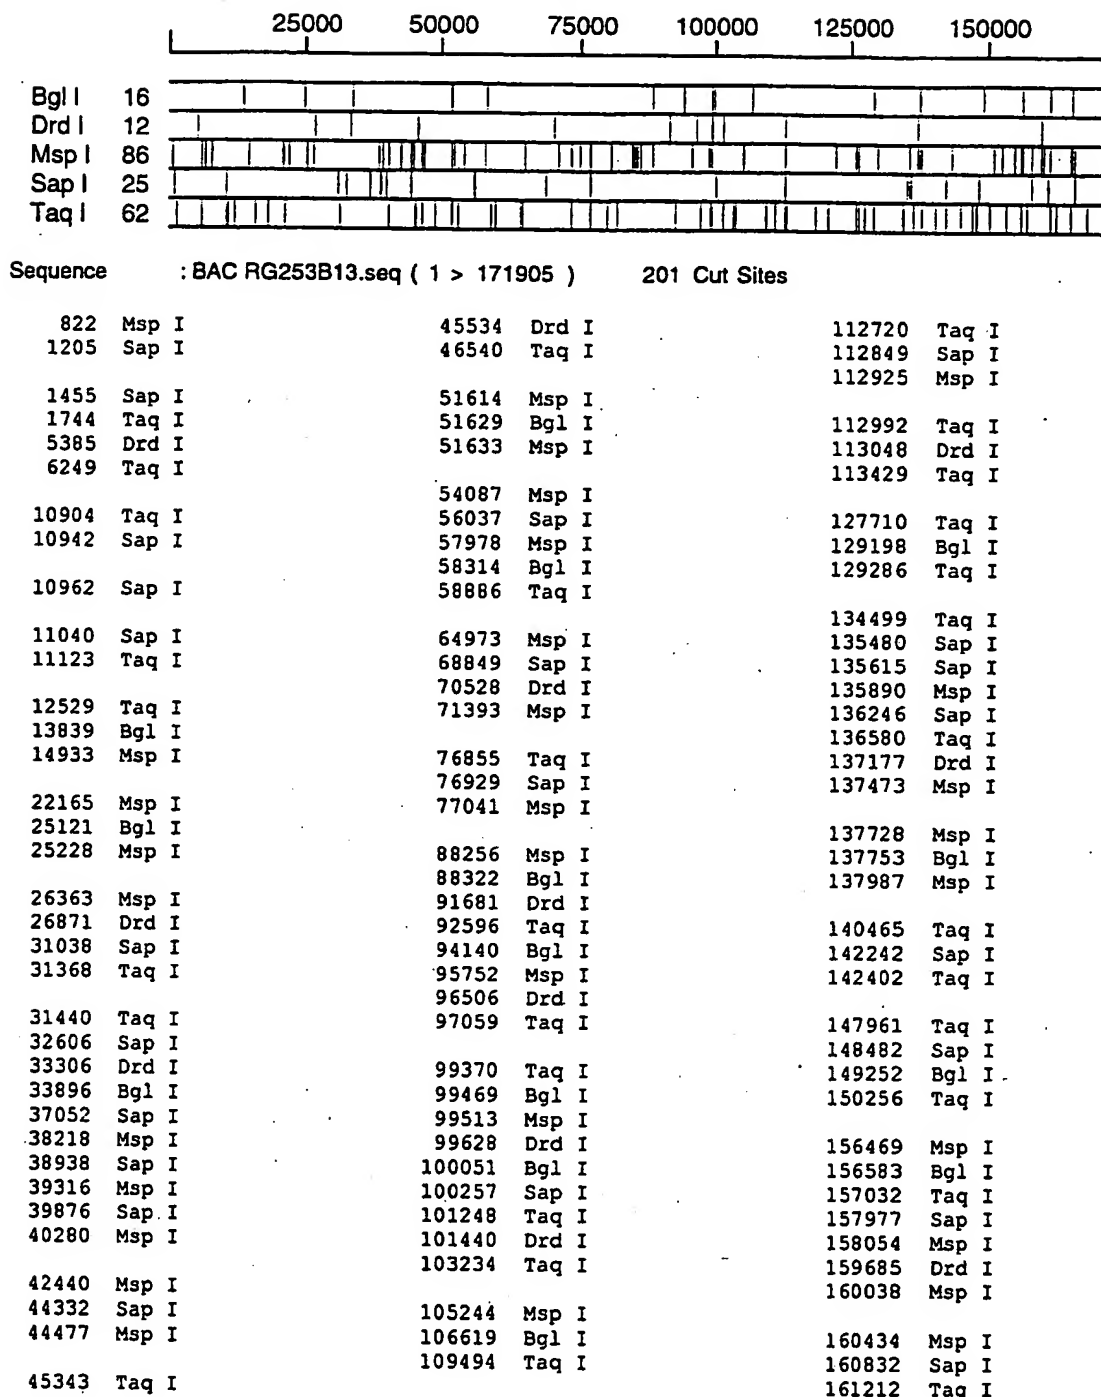 25000 50000 75000 100000 125000 150000
Bgl I 16
Drd I 12
Msp I 86
Sap I 25
Taq I 62
Sequence : BAC RG253B13.seq ( 1 > 171905 ) 201 Cut Sites
822 Msp I
1205 Sap I
1455 Sap I
1744 Taq I
5385 Drd I
6249 Taq I
10904 Taq I
10942 Sap I
10962 Sap I
11040 Sap I
11123 Taq I
12529 Taq I
13839 Bgl I
14933 Msp I
22165 Msp I
25121 Bgl I
25228 Msp I
26363 Msp I
26871 Drd I
31038 Sap I
31368 Taq I
31440 Taq I
32606 Sap I
33306 Drd I
33896 Bgl I
37052 Sap I
38218 Msp I
38938 Sap I
39316 Msp I
39876 Sap I
40280 Msp I
42440 Msp I
44332 Sap I
44477 Msp I
45343 Taq I
45534 Drd I
46540 Taq I
51614 Msp I
51629 Bgl I
51633 Msp I
54087 Msp I
56037 Sap I
57978 Msp I
58314 Bgl I
58886 Taq I
64973 Msp I
68849 Sap I
70528 Drd I
71393 Msp I
76855 Taq I
76929 Sap I
77041 Msp I
88256 Msp I
88322 Bgl I
91681 Drd I
92596 Taq I
94140 Bgl I
95752 Msp I
96506 Drd I
97059 Taq I
99370 Taq I
99469 Bgl I
99513 Msp I
99628 Drd I
100051 Bgl I
100257 Sap I
101248 Taq I
101440 Drd I
103234 Taq I
105244 Msp I
106619 Bgl I
109494 Taq I
112720 Taq I
112849 Sap I
112925 Msp I
112992 Taq I
113048 Drd I
113429 Taq I
127710 Taq I
129198 Bgl I
129286 Taq I
134499 Taq I
135480 Sap I
135615 Sap I
135890 Msp I
136246 Sap I
136580 Taq I
137177 Drd I
137473 Msp I
137728 Msp I
137753 Bgl I
137987 Msp I
140465 Taq I
142242 Sap I
142402 Taq I
147961 Taq I
148482 Sap I
149252 Bgl I
150256 Taq I
156469 Msp I
156583 Bgl I
157032 Taq I
157977 Sap I
158054 Msp I
159685 Drd I
160038 Msp I
160434 Msp I
160832 Sap I
161212 Taq I